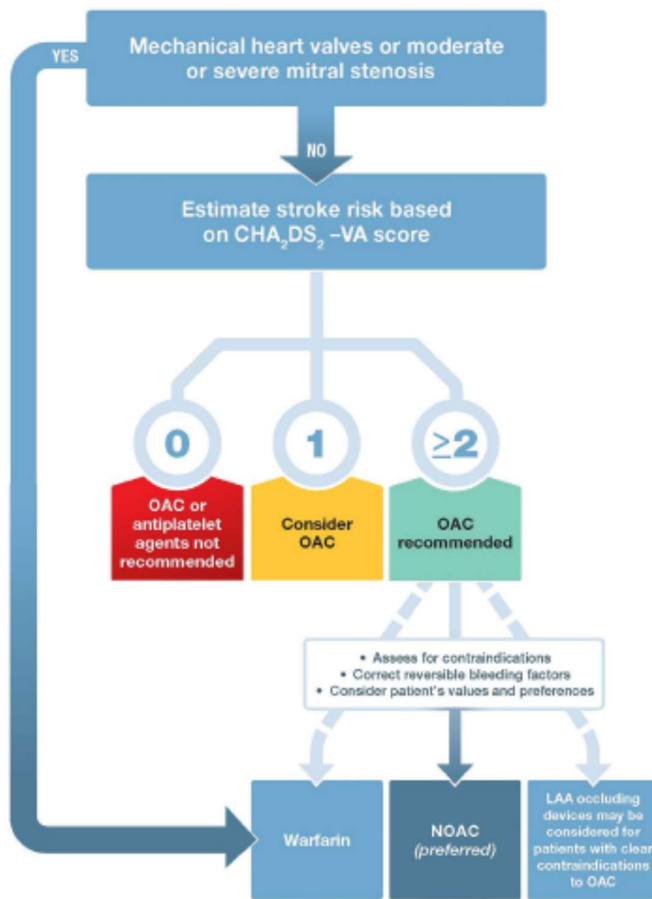 YES
Mechanical heart valves or moderate
or severe mitral stenosis
NO
Estimate stroke risk based
on CHA₂DS₂ –VA score
0
1
≥2
OAC or
antiplatelet
agents not
recommended
Consider
OAC
OAC
recommended
• Assess for contraindications
• Correct reversible bleeding factors
• Consider patient's values and preferences
Warfarin
NOAC
(preferred)
LAA occluding
devices may be
considered for
patients with clear
contraindications
to OAC